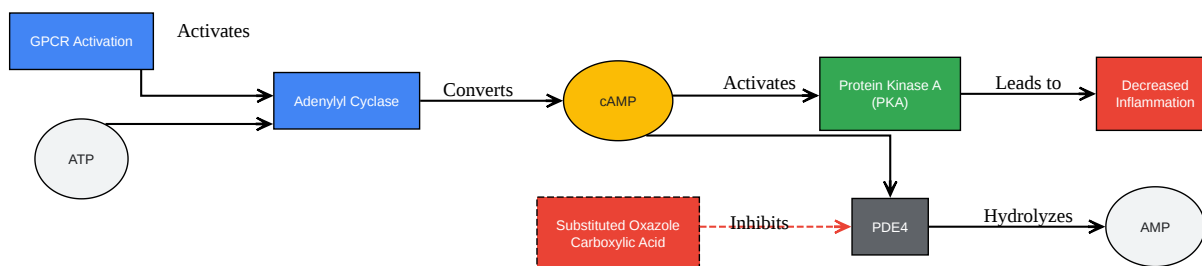 GPCR Activation
Activates
Adenylyl Cyclase
ATP
Converts
cAMP
Activates
Protein Kinase A
(PKA)
Leads to
Decreased
Inflammation
Substituted Oxazole
Carboxylic Acid
Inhibits
PDE4
Hydrolyzes
AMP